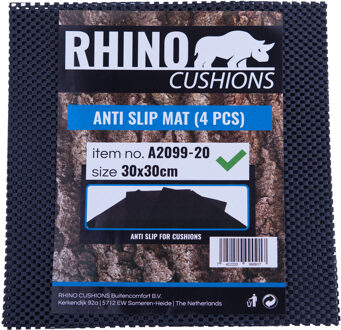 RHINO
CUSHIONS
ANTI SLIP MAT (4 PCS)
item no. A2099-20
size 30x30cm
ANTI SLIP FOR CUSHIONS
RHINO CUSHIONS Buitencomfort B.V.
Kerkendijk 92a | 5712 EW Someren-Heide | The Netherlands